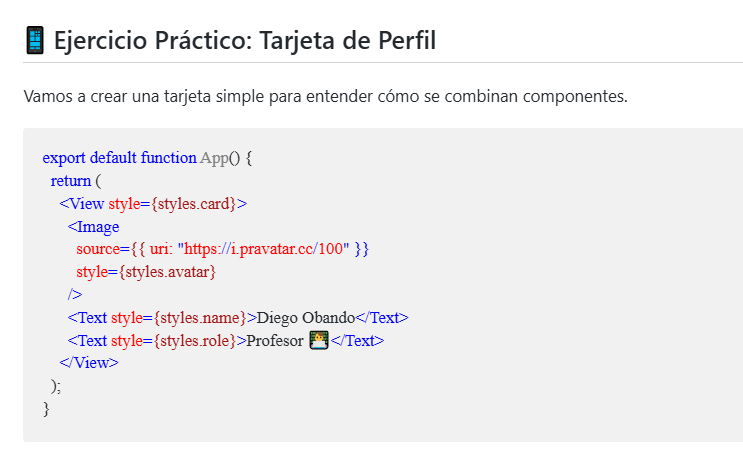 📱 Ejercicio Práctico: Tarjeta de Perfil
Vamos a crear una tarjeta simple para entender cómo se combinan componentes.
export default function App() {
  return (
    <View style={styles.card}>
      <Image
        source={{ uri: "https://i.pravatar.cc/100" }}
        style={styles.avatar}
      />
      <Text style={styles.name}>Diego Obando</Text>
      <Text style={styles.role}>Profesor 👨‍💻</Text>
    </View>
  );
}